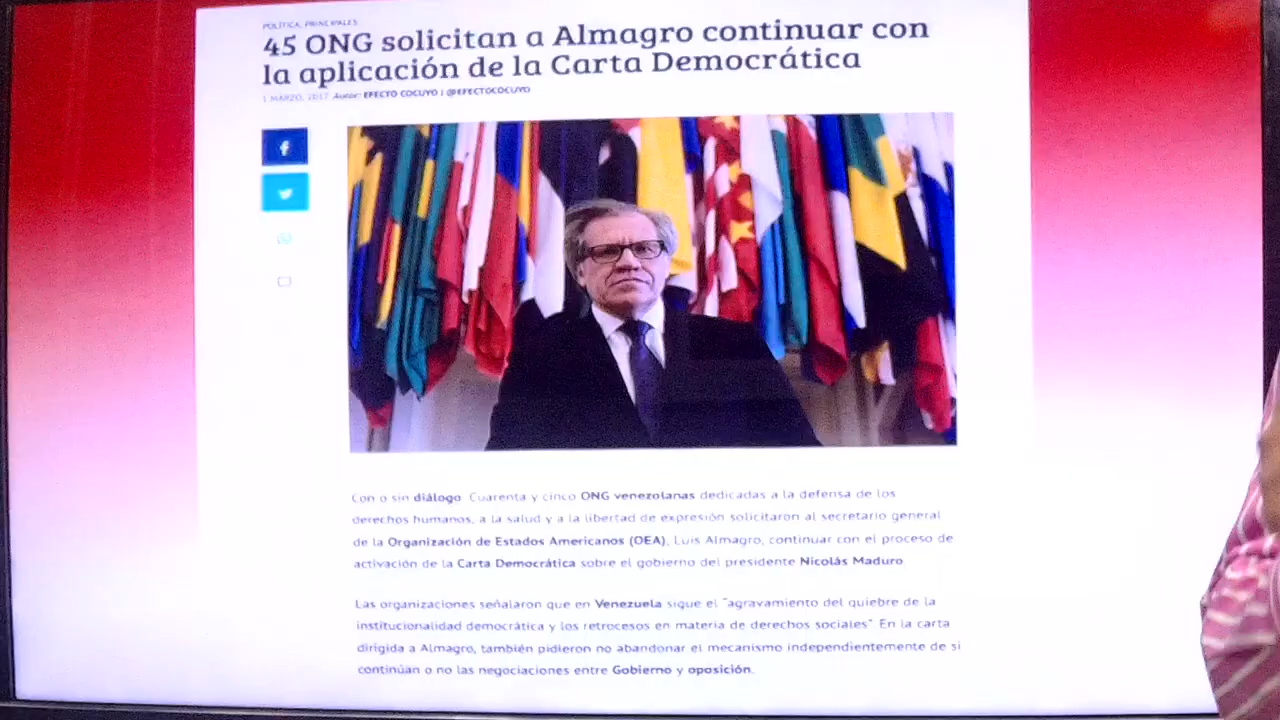 POLÍTICA, PRINCIPALES
45 ONG solicitan a Almagro continuar con
la aplicación de la Carta Democrática
1 MARZO, 2017 Autor: EFECTO COCUYO | @EFECTOCOCUYO
Con o sin diálogo. Cuarenta y cinco ONG venezolanas dedicadas a la defensa de los
derechos humanos, a la salud y a la libertad de expresión solicitaron al secretario general
de la Organización de Estados Americanos (OEA), Luis Almagro, continuar con el proceso de
activación de la Carta Democrática sobre el gobierno del presidente Nicolás Maduro.
Las organizaciones señalaron que en Venezuela sigue el "agravamiento del quiebre de la
institucionalidad democrática y los retrocesos en materia de derechos sociales". En la carta
dirigida a Almagro, también pidieron no abandonar el mecanismo independientemente de si
continúan o no las negociaciones entre Gobierno y oposición.